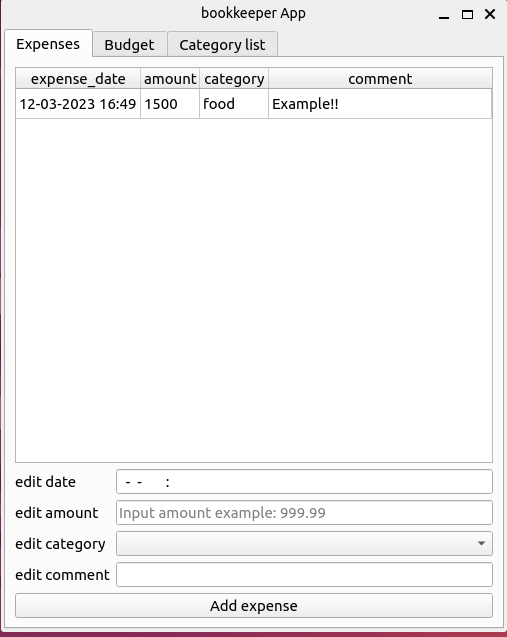 bookkeeper App
Expenses Budget Category list
expense_date amount category comment
12-03-2023 16:49 1500 food Example!!
edit date - - :
edit amount Input amount example: 999.99
edit category
edit comment
Add expense